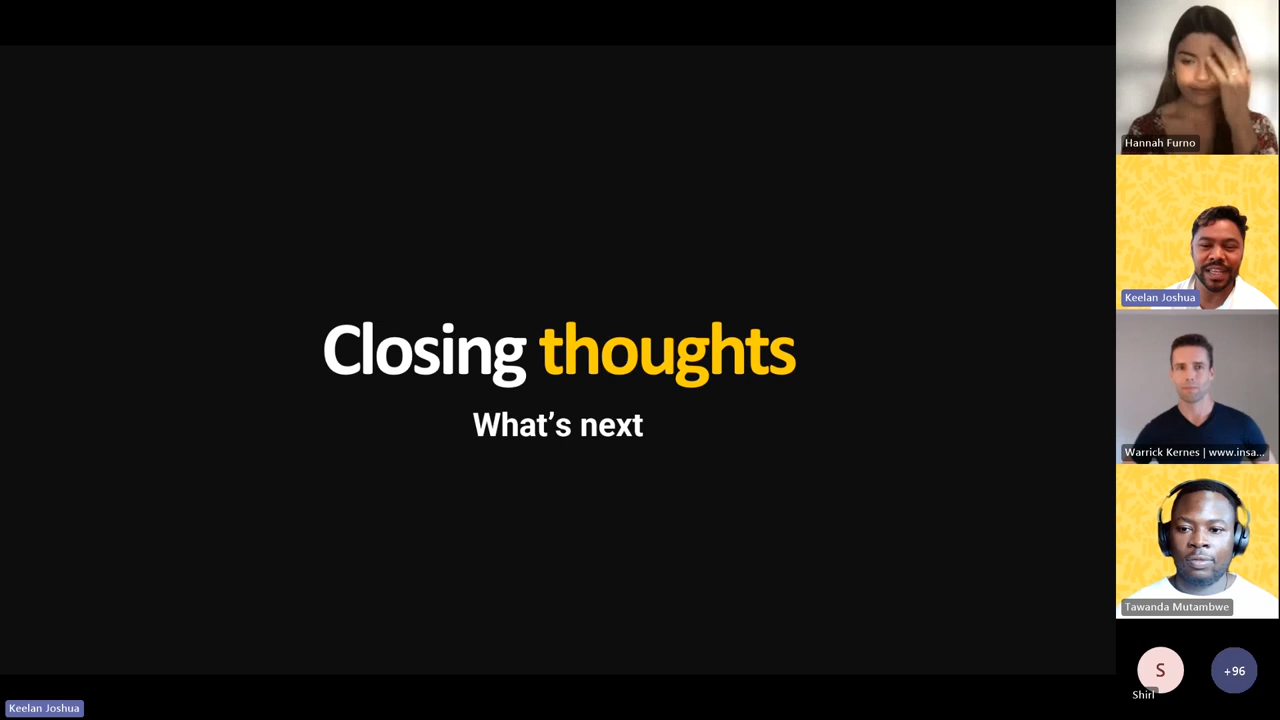 Closing thoughts
What's next
Keelan Joshua
Hannah Furno
Keelan Joshua
Warrick Kernes | www.insa...
Tawanda Mutambwe
S
Shirl
+96